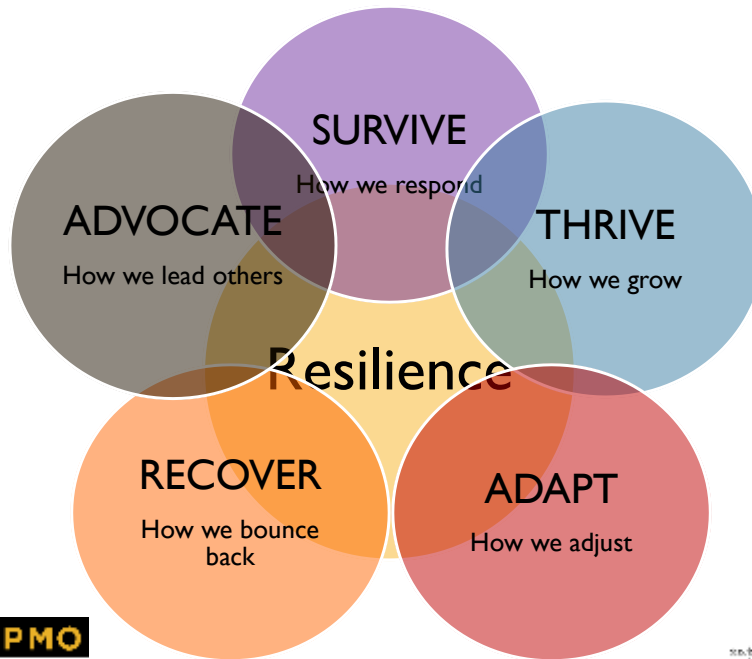 SURVIVE
How we respond
ADVOCATE
How we lead others
THRIVE
How we grow
Resilience
RECOVER
How we bounce
back
ADAPT
How we adjust
PMO